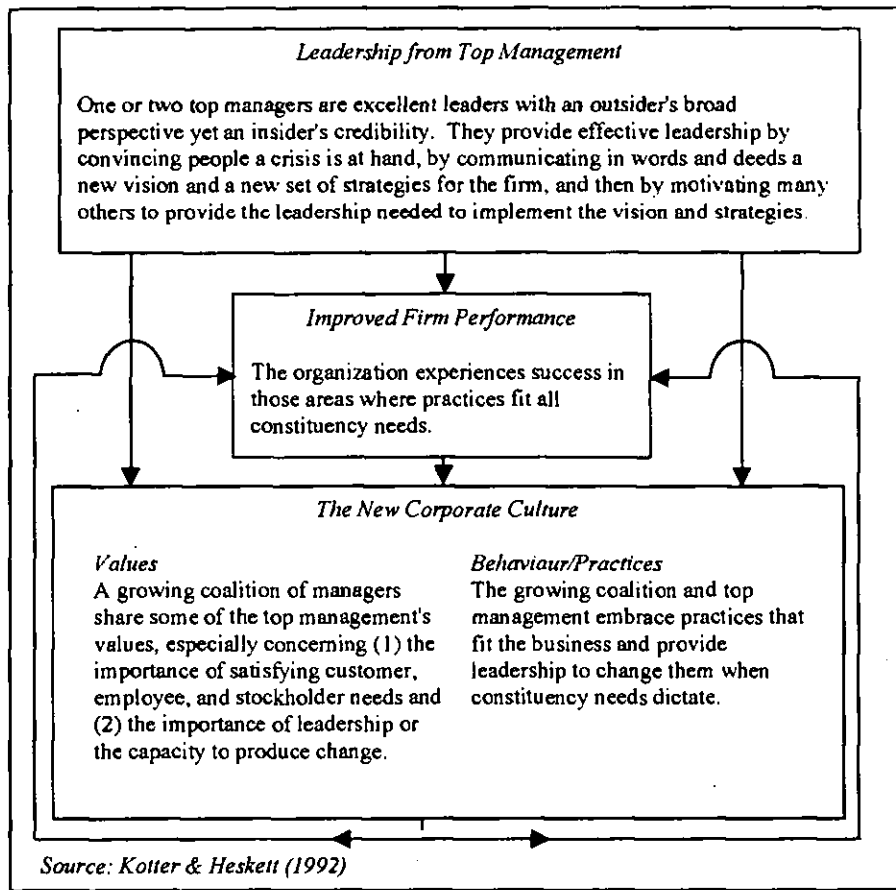 Leadership from Top Management
One or two top managers are excellent leaders with an outsider's broad
perspective yet an insider's credibility. They provide effective leadership by
convincing people a crisis is at hand, by communicating in words and deeds a
new vision and a new set of strategies for the firm, and then by motivating many
others to provide the leadership needed to implement the vision and strategies.
Improved Firm Performance
The organization experiences success in
those areas where practices fit all
constituency needs.
The New Corporate Culture
Values
A growing coalition of managers
share some of the top management's
values, especially concerning (1) the
importance of satisfying customer,
employee, and stockholder needs and
(2) the importance of leadership or
the capacity to produce change.
Behaviour/Practices
The growing coalition and top
management embrace practices that
fit the business and provide
leadership to change them when
constituency needs dictate.
Source: Kotter & Heskett (1992)